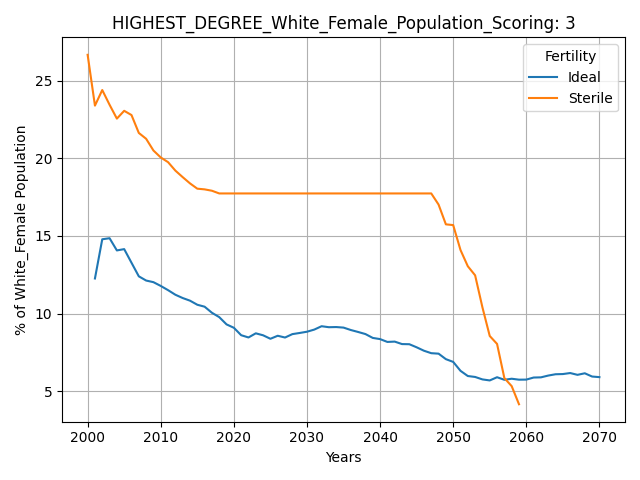 HIGHEST_DEGREE_White_Female_Population_Scoring: 3
Fertility
Ideal
Sterile
% of White_Female Population
25
20
15
10
5
2000 2010 2020 2030 2040 2050 2060 2070
Years